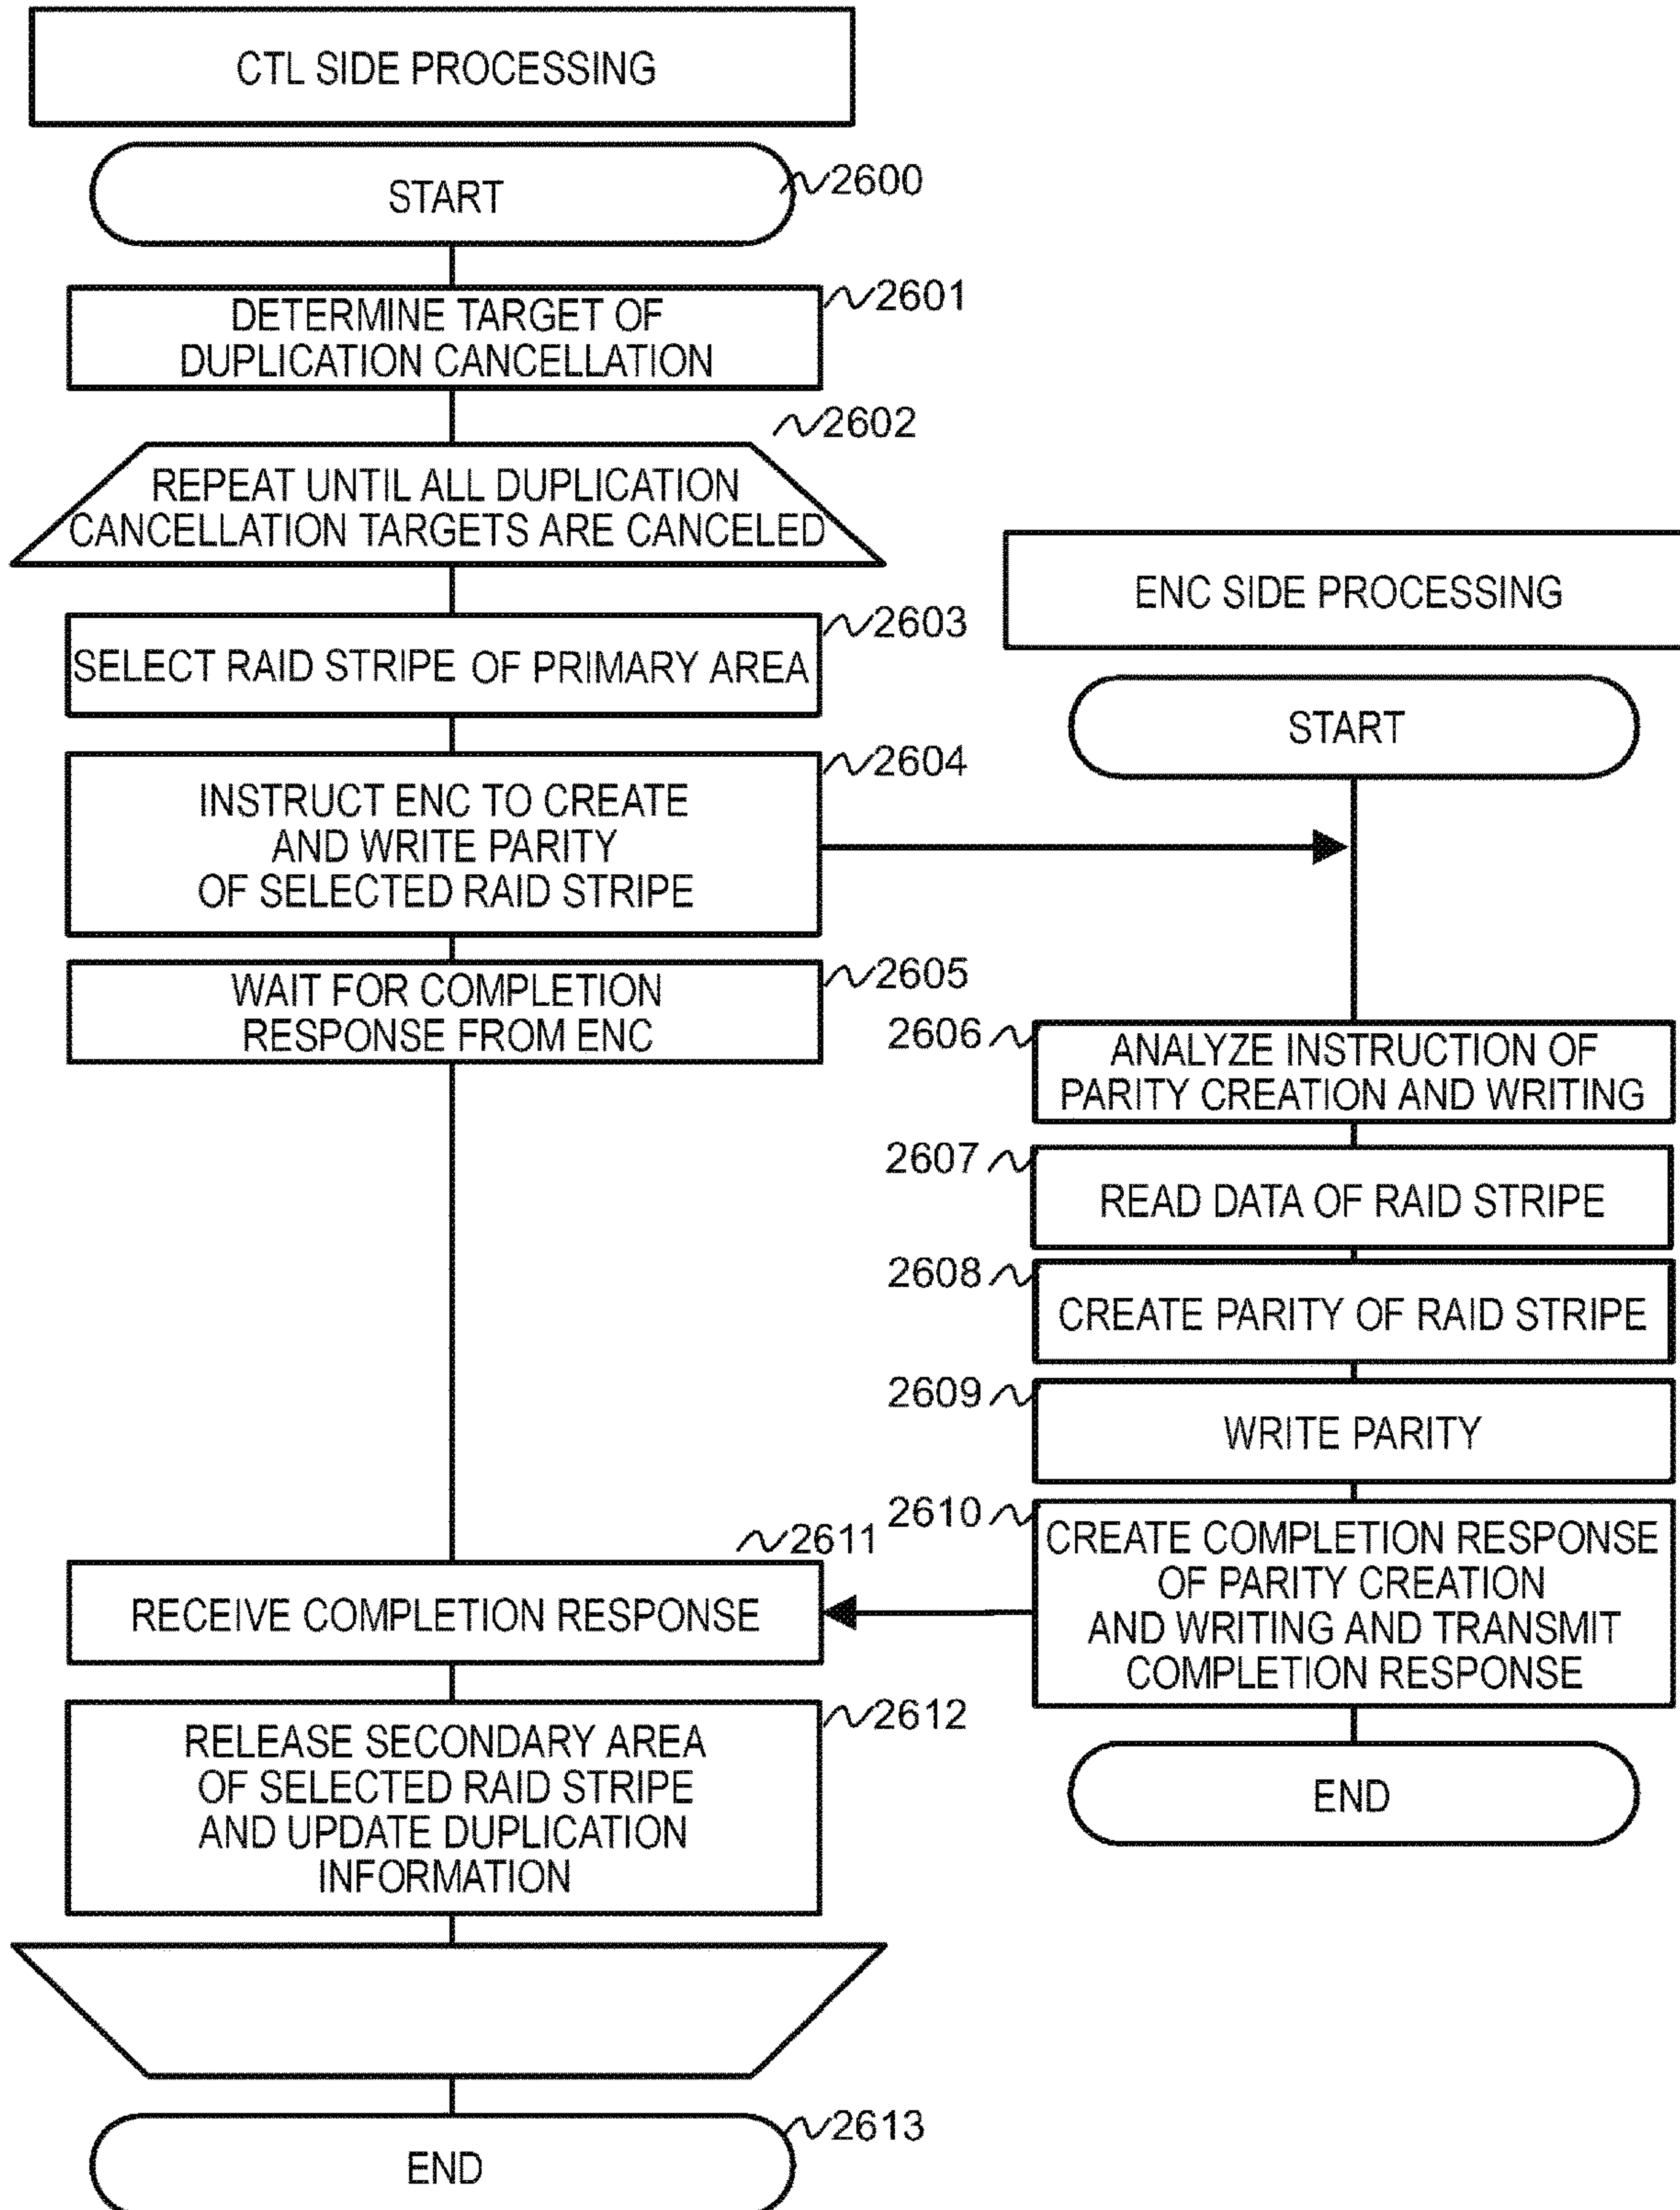 CTL SIDE PROCESSING
START
2600
DETERMINE TARGET OF
DUPLICATION CANCELLATION
2601
2602
REPEAT UNTIL ALL DUPLICATION
CANCELLATION TARGETS ARE CANCELED
SELECT RAID STRIPE OF PRIMARY AREA
2603
INSTRUCT ENC TO CREATE
AND WRITE PARITY
OF SELECTED RAID STRIPE
2604
WAIT FOR COMPLETION
RESPONSE FROM ENC
2605
ENC SIDE PROCESSING
START
2606
ANALYZE INSTRUCTION OF
PARITY CREATION AND WRITING
2607
READ DATA OF RAID STRIPE
2608
CREATE PARITY OF RAID STRIPE
2609
WRITE PARITY
2610
CREATE COMPLETION RESPONSE
OF PARITY CREATION
AND WRITING AND TRANSMIT
COMPLETION RESPONSE
END
2611
RECEIVE COMPLETION RESPONSE
RELEASE SECONDARY AREA
OF SELECTED RAID STRIPE
AND UPDATE DUPLICATION
INFORMATION
2612
END
2613